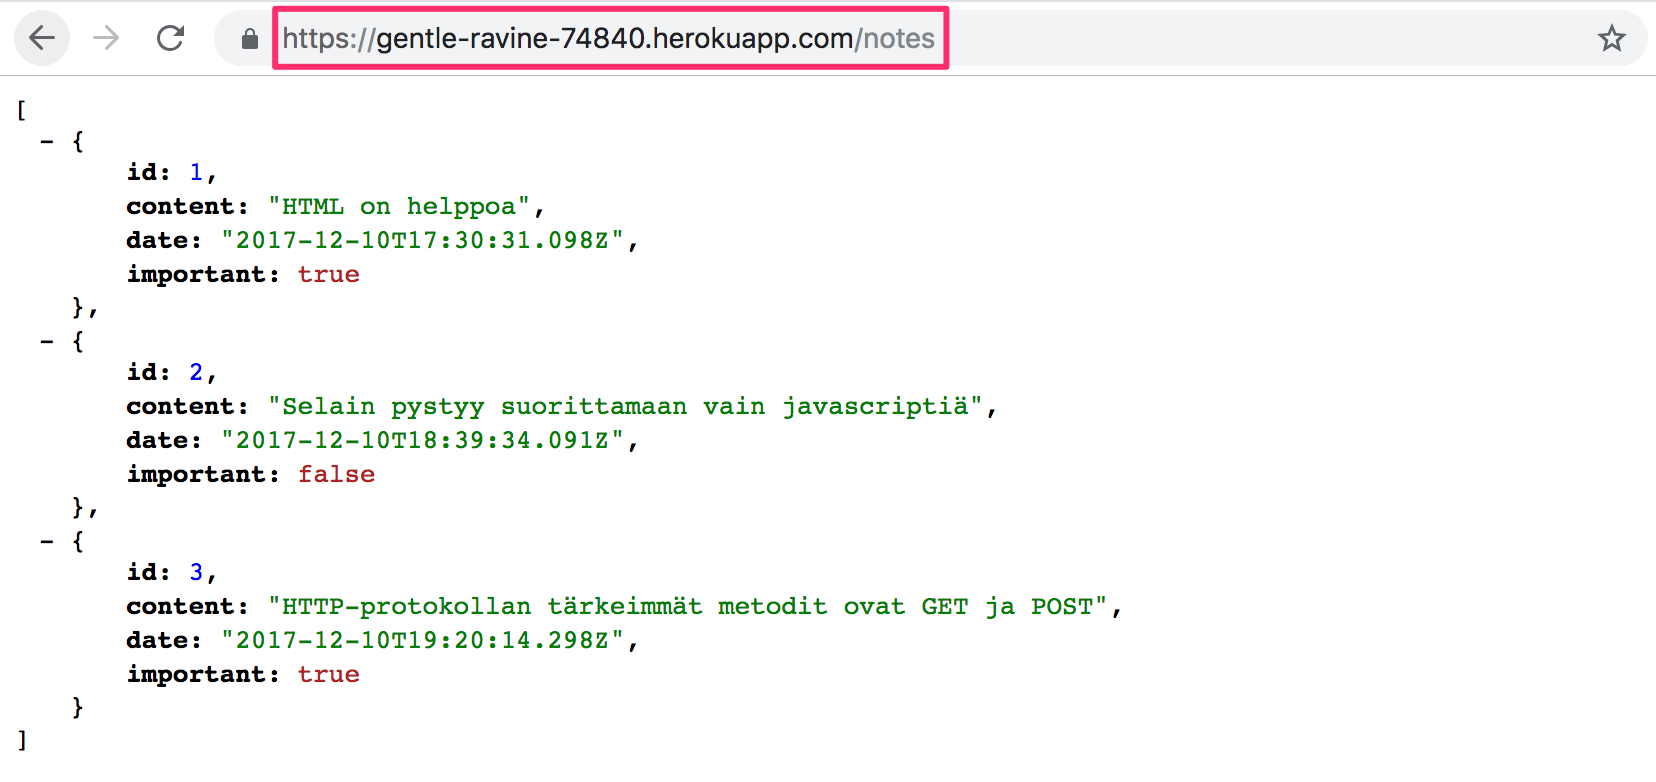 https://gentle-ravine-74840.herokuapp.com/notes
[
- {
id: 1,
content: "HTML on helppoa",
date: "2017-12-10T17:30:31.098Z",
important: true
},
- {
id: 2,
content: "Selain pystyy suorittamaan vain javascriptiä",
date: "2017-12-10T18:39:34.091Z",
important: false
},
- {
id: 3,
content: "HTTP-protokollan tärkeimmät metodit ovat GET ja POST",
date: "2017-12-10T19:20:14.298Z",
important: true
}
]